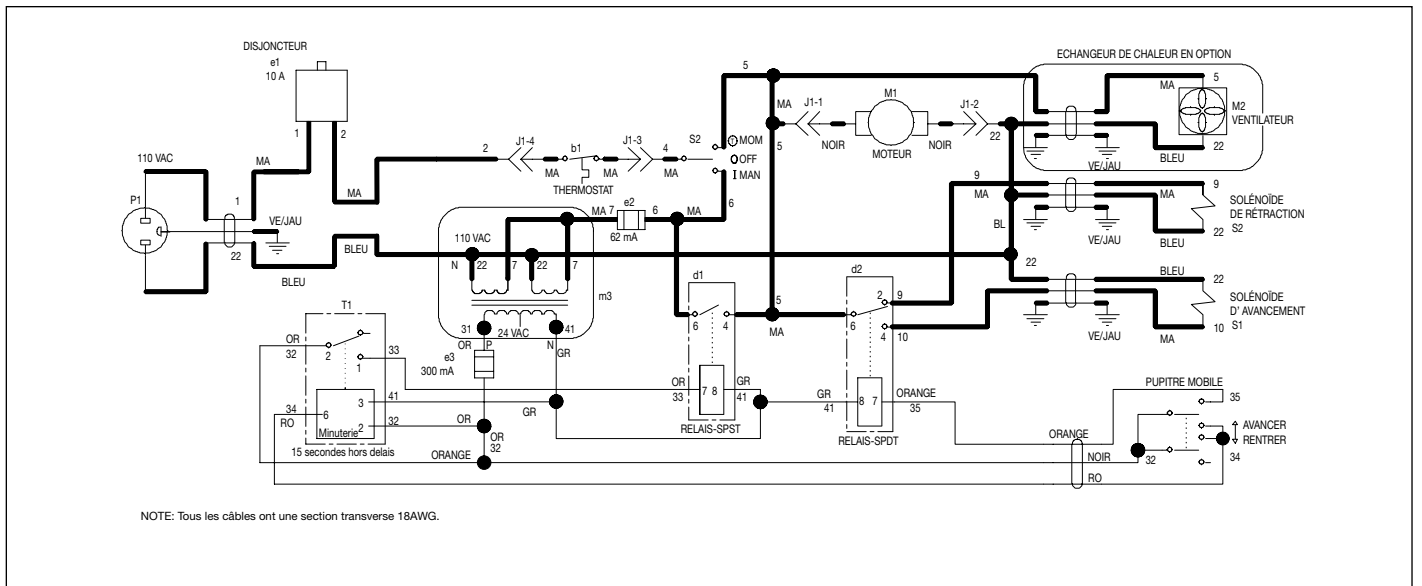 DISJONCTEUR
e1
10 A
1
2
110 VAC
MA
P1
1
VE/JAU
22
BLEU
BLEU
MA
2
J1-4
b1
J1-3
4
MA
MA
MA
THERMOSTAT
S2
MOM
O OFF
I MAN
5
6
MA
5
J1-1
NOIR
M1
MOTEUR
NOIR
J1-2
22
ECHANGEUR DE CHALEUR EN OPTION
5
MA
M2
VENTILATEUR
22
BLEU
VE/JAU
9
MA
MA
9
SOLÉNOÏDE
DE RÉTRACTION
S2
22
BLEU
VE/JAU
BL
22
BLEU
22
SOLÉNOÏDE
D' AVANCEMENT
S1
10
MA
VE/JAU
MA 7
e2
62 mA
6
MA
110 VAC
N
22
7
22
7
m3
24 VAC
31
41
OR
P
N
GR
e3
300 mA
d1
6
4
5
MA
OR
33
7 8
GR
41
RELAIS-SPST
d2
2
9
6
4
10
GR
41
8 7
ORANGE
35
RELAIS-SPDT
T1
OR
32
2
1
33
3
41
6
34
RO
2
32
Minuterie
OR
GR
15 secondes hors delais
OR
32
ORANGE
PUPITRE MOBILE
35
AVANCER
RENTRER
34
32
ORANGE
NOIR
RO
NOTE: Tous les câbles ont une section transverse 18AWG.